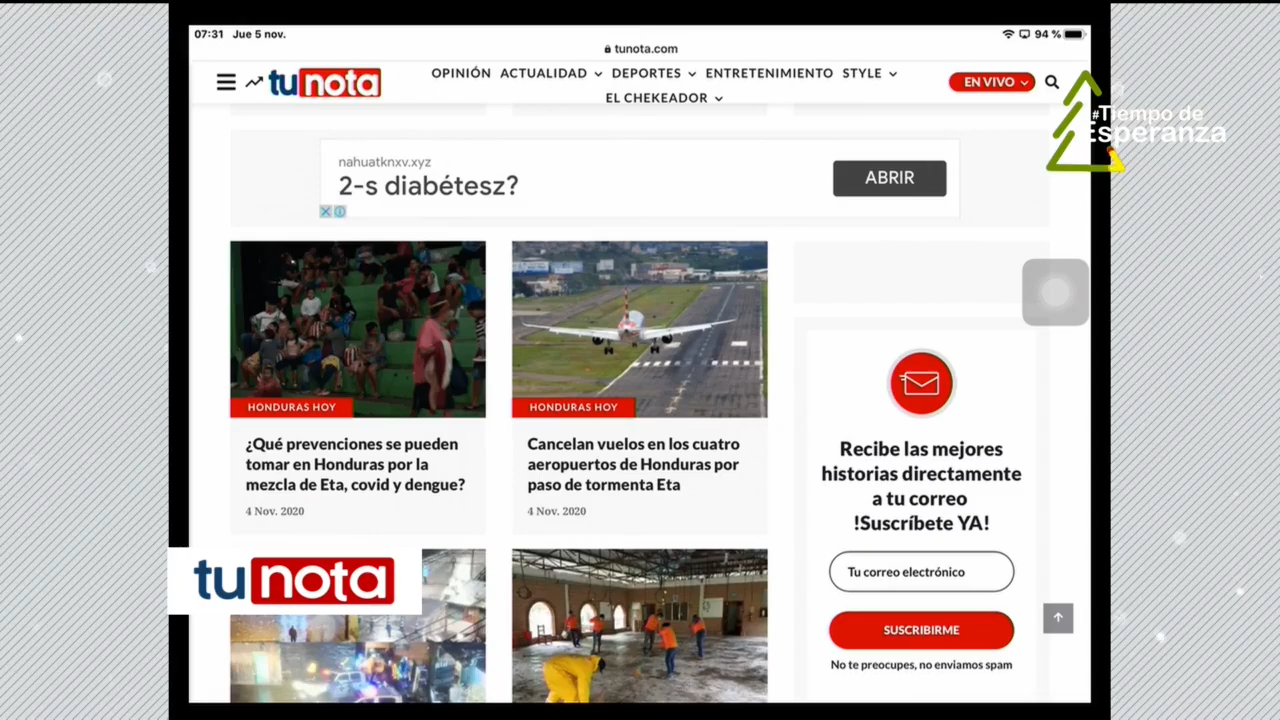 07:31 Jue 5 nov.
94 %
tunota.com
tunota
OPINIÓN ACTUALIDAD DEPORTES ENTRETENIMIENTO STYLE
EL CHEKEADOR
EN VIVO
#Tiempo de
Esperanza
nahuatknxv.xyz
2-s diabétesz?
ABRIR
HONDURAS HOY
¿Qué prevenciones se pueden
tomar en Honduras por la
mezcla de Eta, covid y dengue?
4 Nov. 2020
HONDURAS HOY
Cancelan vuelos en los cuatro
aeropuertos de Honduras por
paso de tormenta Eta
4 Nov. 2020
Recibe las mejores
historias directamente
a tu correo
!Suscríbete YA!
Tu correo electrónico
SUSCRIBIRME
No te preocupes, no enviamos spam
tunota